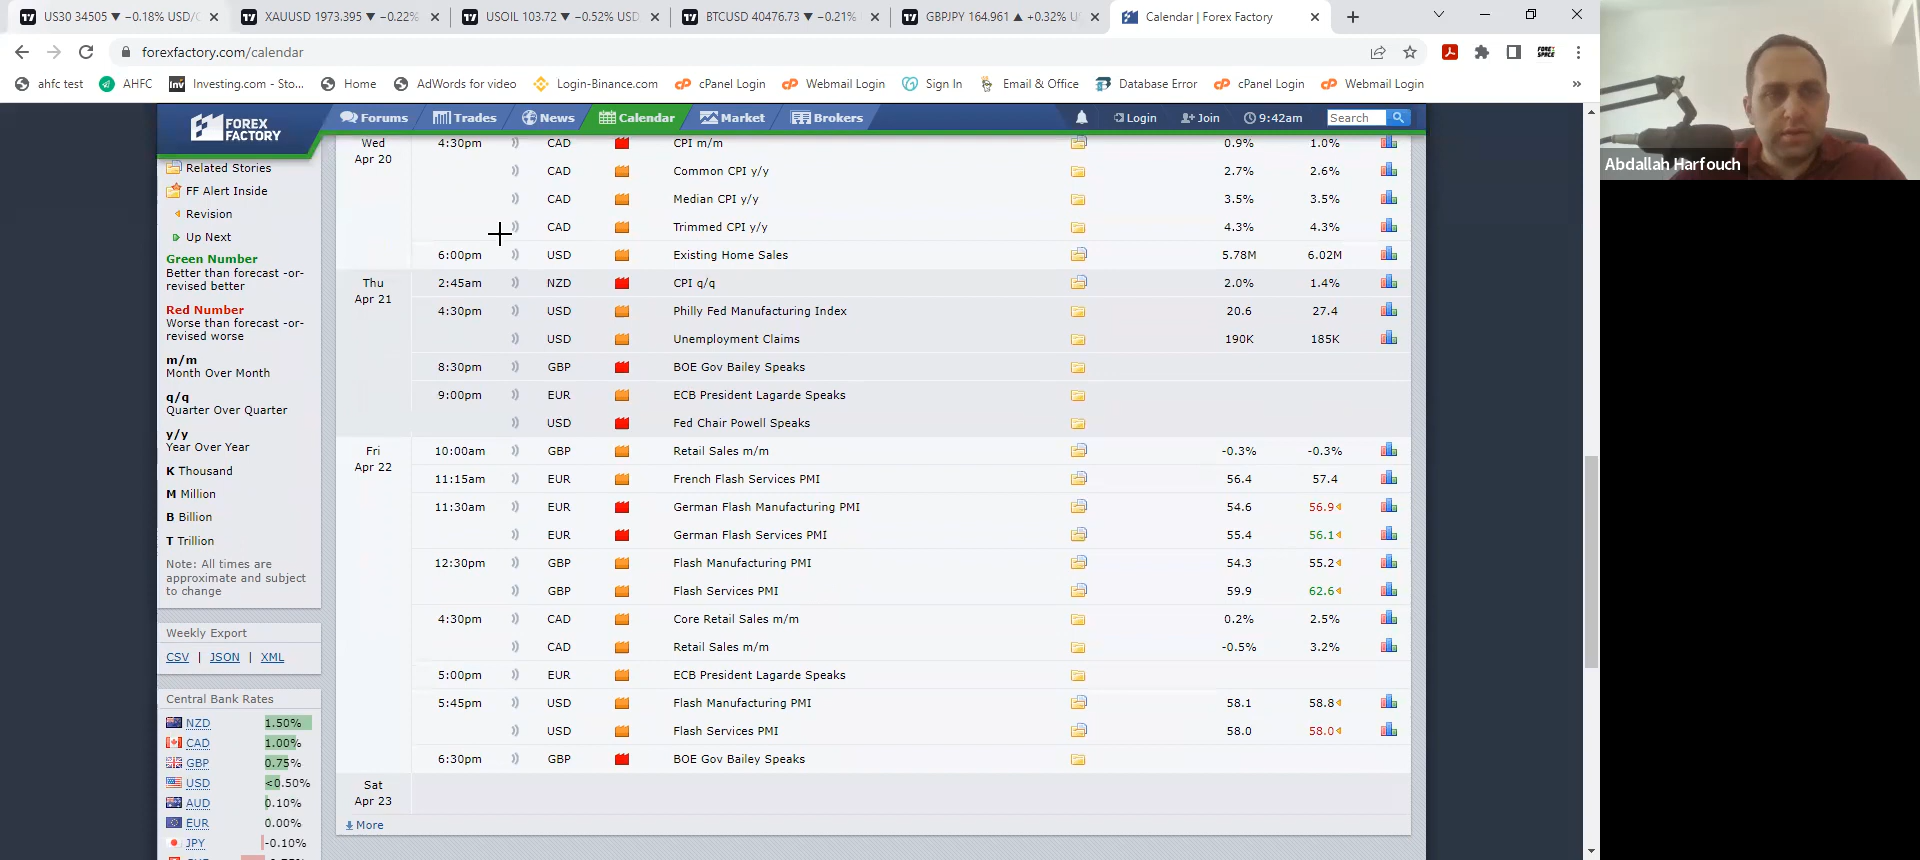 US30 34505 ▼ −0.18% USD/C
XAUUSD 1973.395 ▼ −0.22%
USOIL 103.72 ▼ −0.52% USD
BTCUSD 40476.73 ▼ −0.21%
GBPJPY 164.961 ▲ +0.32% U
Calendar | Forex Factory
forexfactory.com/calendar
ahfc test
AHFC
Investing.com - Sto...
Home
AdWords for video
Login-Binance.com
cPanel Login
Webmail Login
Sign In
Email & Office
Database Error
cPanel Login
Webmail Login
»
FOREX FACTORY
Forums
Trades
News
Calendar
Market
Brokers
Login
Join
9:42am
Search
Related Stories
FF Alert Inside
Revision
Up Next
Green Number
Better than forecast -or-
revised better
Red Number
Worse than forecast -or-
revised worse
m/m
Month Over Month
q/q
Quarter Over Quarter
y/y
Year Over Year
K Thousand
M Million
B Billion
T Trillion
Note: All times are
approximate and subject
to change
Weekly Export
CSV | JSON | XML
Central Bank Rates
NZD 1.50%
CAD 1.00%
GBP 0.75%
USD <0.50%
AUD 0.10%
EUR 0.00%
JPY -0.10%
Wed
Apr 20
4:30pm CAD CPI m/m 0.9% 1.0%
CAD Common CPI y/y 2.7% 2.6%
CAD Median CPI y/y 3.5% 3.5%
CAD Trimmed CPI y/y 4.3% 4.3%
6:00pm USD Existing Home Sales 5.78M 6.02M
Thu
Apr 21
2:45am NZD CPI q/q 2.0% 1.4%
4:30pm USD Philly Fed Manufacturing Index 20.6 27.4
USD Unemployment Claims 190K 185K
8:30pm GBP BOE Gov Bailey Speaks
9:00pm EUR ECB President Lagarde Speaks
USD Fed Chair Powell Speaks
Fri
Apr 22
10:00am GBP Retail Sales m/m -0.3% -0.3%
11:15am EUR French Flash Services PMI 56.4 57.4
11:30am EUR German Flash Manufacturing PMI 54.6 56.9
EUR German Flash Services PMI 55.4 56.1
12:30pm GBP Flash Manufacturing PMI 54.3 55.2
GBP Flash Services PMI 59.9 62.6
4:30pm CAD Core Retail Sales m/m 0.2% 2.5%
CAD Retail Sales m/m -0.5% 3.2%
5:00pm EUR ECB President Lagarde Speaks
5:45pm USD Flash Manufacturing PMI 58.1 58.8
USD Flash Services PMI 58.0 58.0
6:30pm GBP BOE Gov Bailey Speaks
Sat
Apr 23
More
Abdallah Harfouch